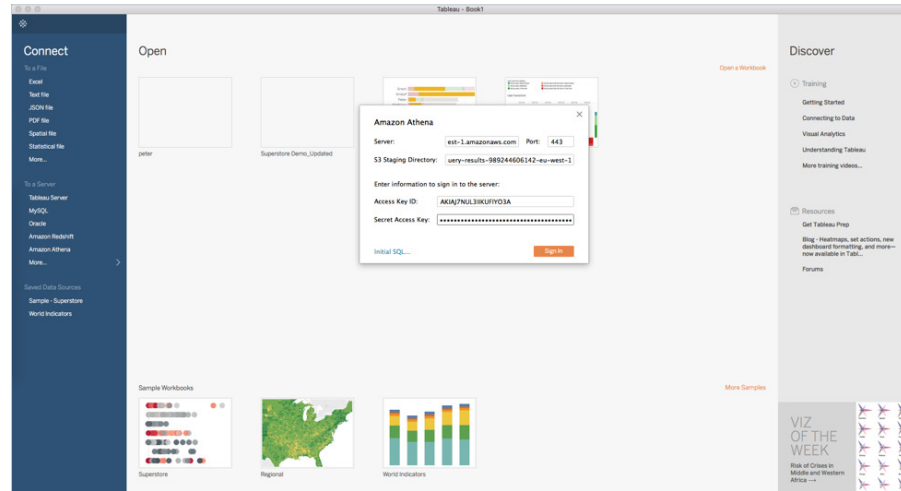 Tableau - Book1
Connect
To a File
Excel
Text file
JSON file
PDF file
Spatial file
Statistical file
More...
To a Server
Tableau Server
MySQL
Oracle
Amazon Redshift
Amazon Athena
More...
Saved Data Sources
Sample - Superstore
World Indicators
Open
Open a Workbook
peter
Superstore Demo_Updated
Amazon Athena
Server: est-1.amazonaws.com Port: 443
S3 Staging Directory: uery-results-989244606142-eu-west-1
Enter information to sign in to the server:
Access Key ID: AKIAJ7NUL3IIKUFIYO3A
Secret Access Key:
Initial SQL...
Sign In
Sample Workbooks
More Samples
Superstore
Regional
World Indicators
Discover
Training
Getting Started
Connecting to Data
Visual Analytics
Understanding Tableau
More training videos...
Resources
Get Tableau Prep
Blog - Heatmaps, set actions, new
dashboard formatting, and more—
now available in Tabl...
Forums
VIZ
OF THE
WEEK
Risk of Crises in
Middle and Western
Africa →